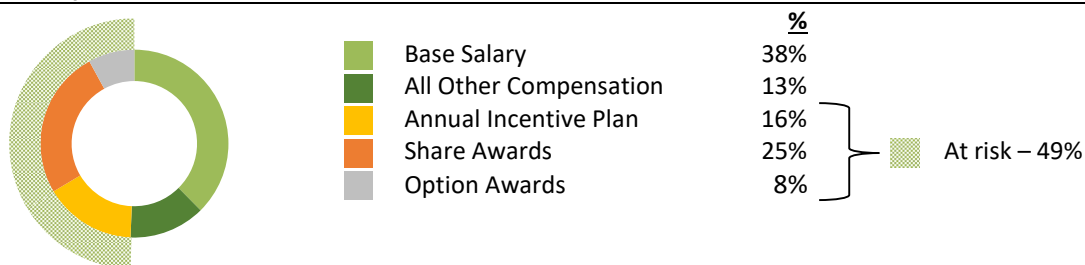 %
Base Salary 38%
All Other Compensation 13%
Annual Incentive Plan 16%
Share Awards 25%
Option Awards 8%
At risk – 49%